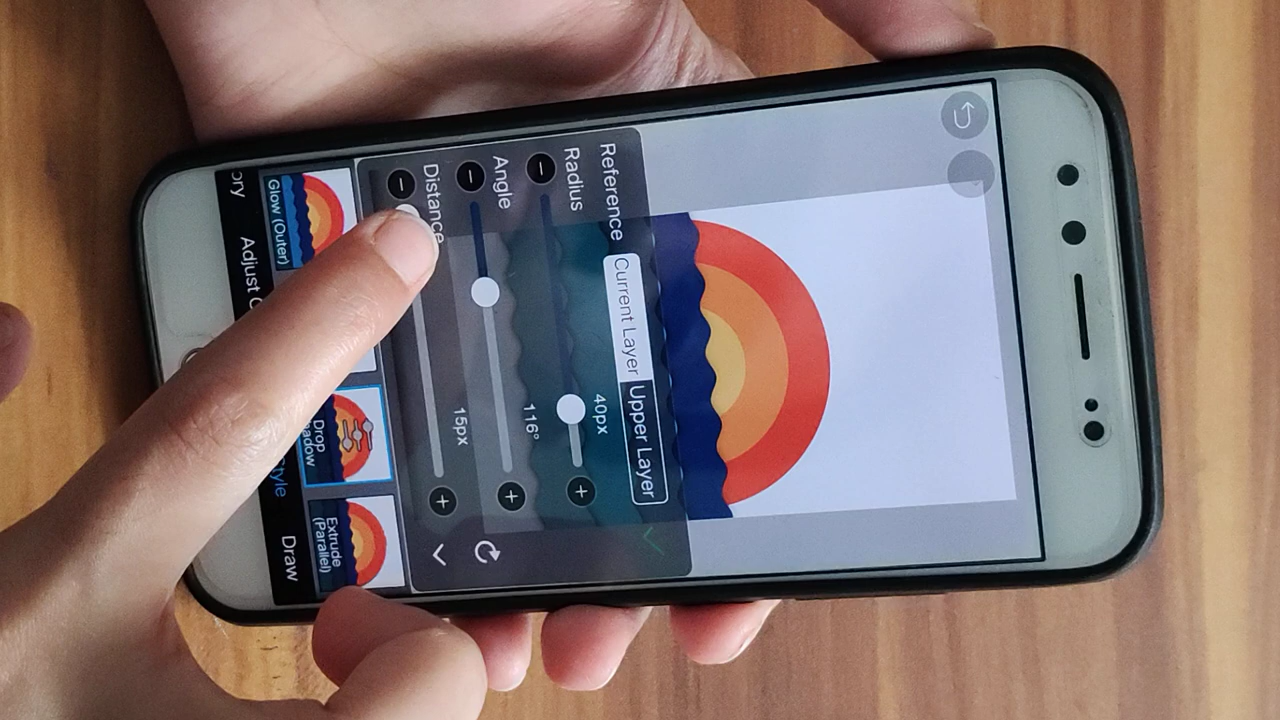 Reference Current Layer Upper Layer
Radius 40px
Angle 116°
Distance 15px
Glow (Outer)
Drop
Extrude
(Parallel)
Adjust
Draw